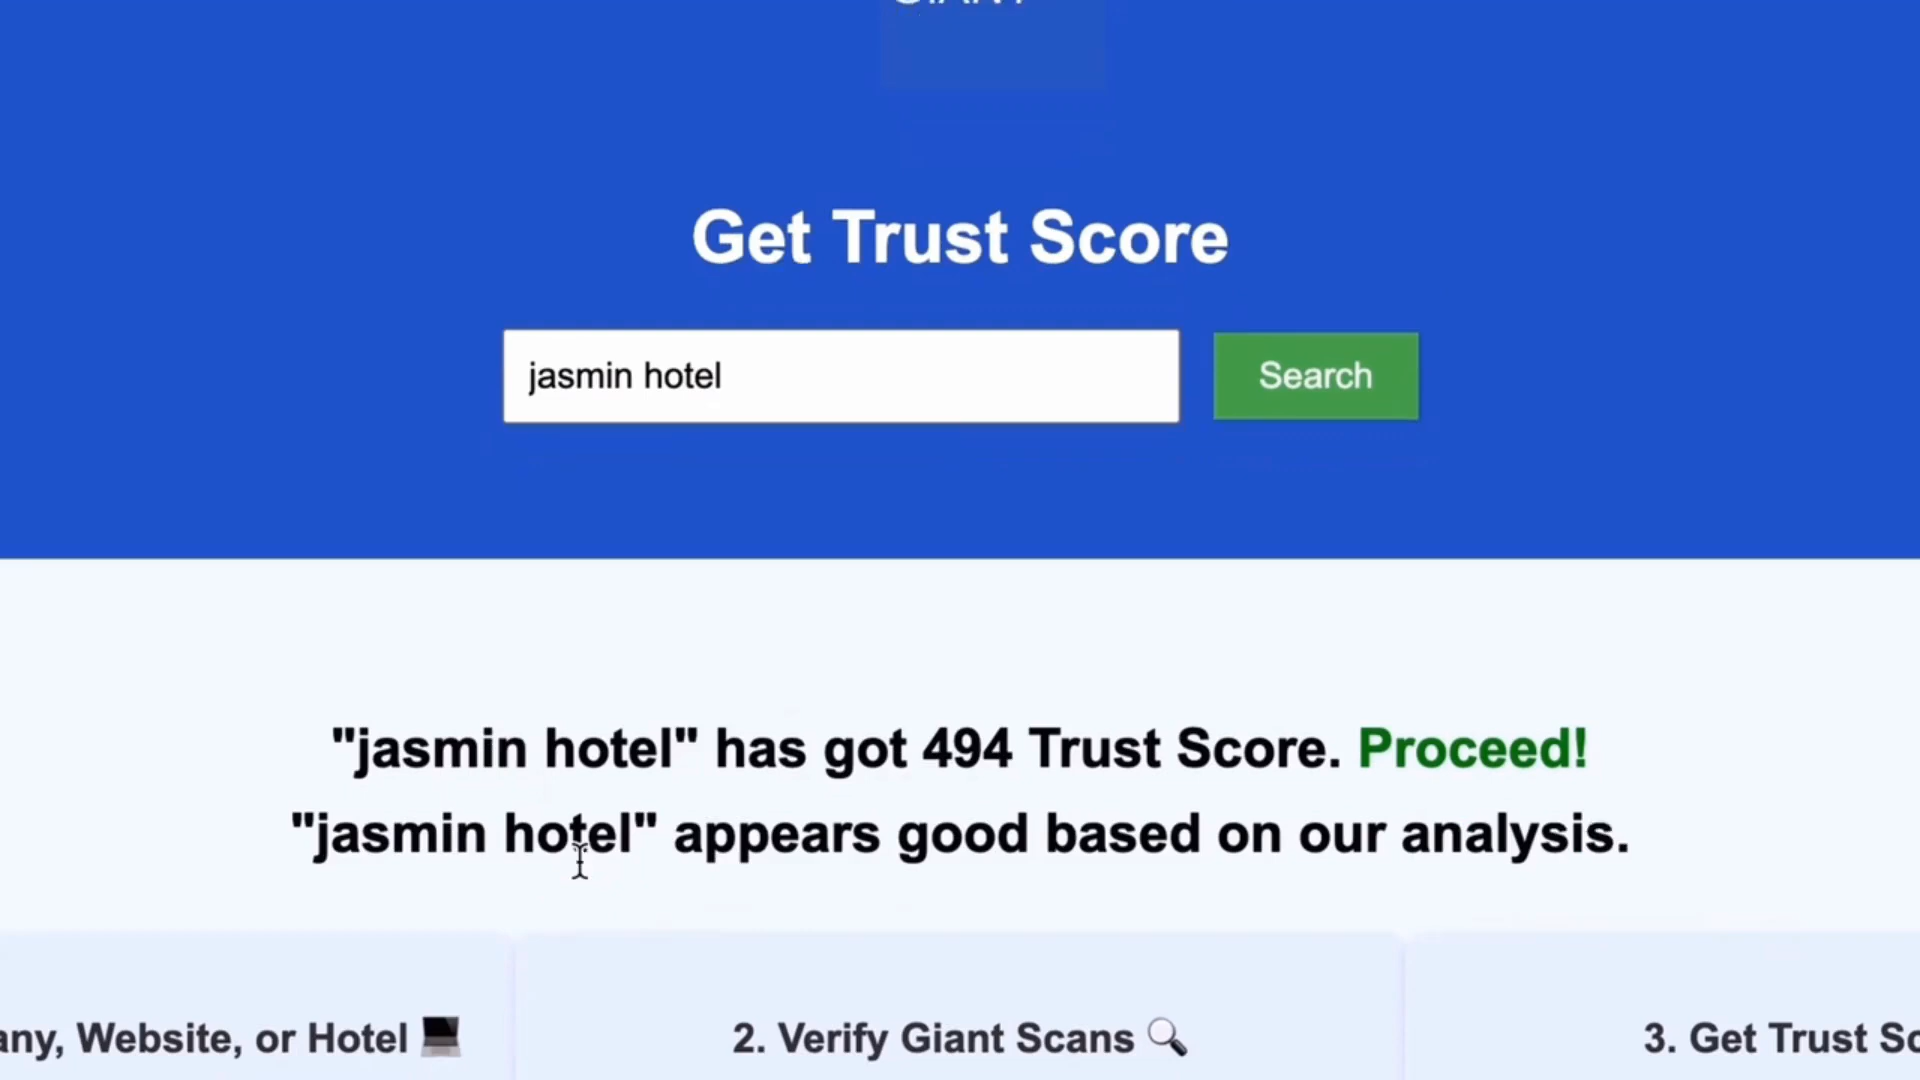 Get Trust Score
jasmin hotel
Search
"jasmin hotel" has got 494 Trust Score. Proceed!
"jasmin hotel" appears good based on our analysis.
any, Website, or Hotel
2. Verify Giant Scans
3. Get Trust Sc